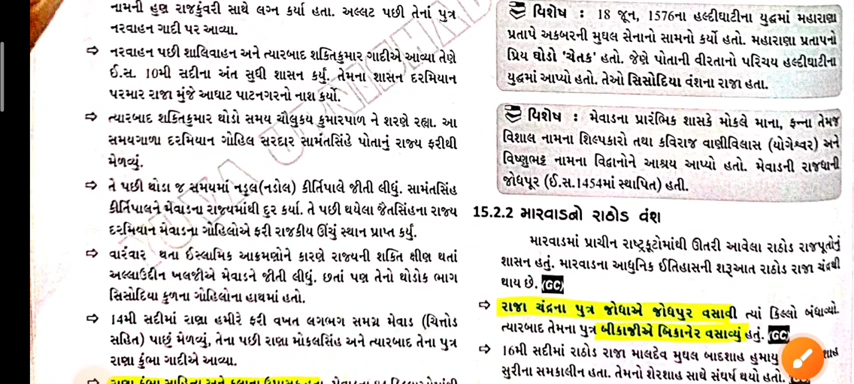 નામની હુણ રાજકુંવરી સાથે લગ્ન કર્યા હતા. અલ્લટ પછી તેનાં પુત્ર
નરવાહન ગાદી પર આવ્યા.
⇨ નરવાહન પછી શાલિવાહન અને ત્યારબાદ શક્તિકુમાર ગાદીએ આવ્યા તેણે
ઈ.સ. 10મી સદીના અંત સુધી શાસન કર્યું. તેમના શાસન દરમિયાન
પરમાર રાજા મુંજે આઘાટ પાટનગરનો નાશ કર્યો.
⇨ ત્યારબાદ શક્તિકુમાર થોડો સમય ચૌલુકય કુમારપાળ ને શરણે રહ્યા. આ
સમયગાળા દરમિયાન ગોહિલ સરદાર સામંતસિંહે પોતાનું રાજ્ય ફરીથી
મેળવ્યું.
⇨ તે પછી થોડા જ સમયમાં નડુલ(નડોલ) કીર્તિપાલે જીતી લીધું. સામંતસિંહ
કીર્તિપાલને મેવાડના રાજ્યમાંથી દુર કર્યા. તે પછી થયેલા જૈતસિંહના રાજ્ય
દરમિયાન મેવાડના ગોહિલોએ ફરી રાજકીય ઊંચું સ્થાન પ્રાપ્ત કર્યું.
⇨ વારંવાર થતા ઈસ્લામિક આક્રમણોને કારણે રાજ્યની શક્તિ ક્ષીણ થતાં
અલ્લાઉદ્દીન ખલજીએ મેવાડને જીતી લીધું. છતાં પણ તેનો થોડોક ભાગ
સિસોદિયા કુળના ગોહિલોના હાથમાં હતો.
⇨ 14મી સદીમાં રાણા હમીરે ફરી વખત લગભગ સમગ્ર મેવાડ (ચિત્તોડ
સહિત) પાછું મેળવ્યું, તેના પછી રાણા મોકલસિંહ અને ત્યારબાદ તેના પુત્ર
રાણા કુંભા ગાદીએ આવ્યા.
⇨ રાણા કુંભા સાહિત્ય અને કલાના ઉપાસક હતા.
વિશેષ : 18 જૂન, 1576ના હલ્દીઘાટીના યુદ્ધમાં મહારાણા
પ્રતાપે અકબરની મુઘલ સેનાનો સામનો કર્યો હતો. મહારાણા પ્રતાપનો
પ્રિય ઘોડો 'ચેતક' હતો. જેણે પોતાની વીરતાનો પરિચય હલ્દીઘાટીના
યુદ્ધમાં આપ્યો હતો. તેઓ સિસોદિયા વંશના રાજા હતા.
વિશેષ : મેવાડના પ્રારંભિક શાસકે મોકલે માના, ફન્ના તેમજ
વિશાલ નામના શિલ્પકારો તથા કવિરાજ વાણીવિલાસ (યોગેશ્વર) અને
વિષ્ણુભટ્ટ નામના વિદ્વાનોને આશ્રય આપ્યો હતો. મેવાડની રાજધાની
જોધપૂર (ઈ.સ.1454માં સ્થાપિત) હતી.
15.2.2 મારવાડનો રાઠોડ વંશ
મારવાડમાં પ્રાચીન રાષ્ટ્રકૂટોમાંથી ઊતરી આવેલા રાઠોડ રાજપૂતોનું
શાસન હતું. મારવાડના આધુનિક ઈતિહાસની શરૂઆત રાઠોડ રાજા ચંદ્રથી
થાય છે. (GC)
⇨ રાજા ચંદ્રના પુત્ર જોધાએ જોધપુર વસાવી ત્યાં કિલ્લો બંધાવ્યો.
ત્યારબાદ તેમના પુત્ર બીકાજીએ બિકાનેર વસાવ્યું હતું. (GC)
⇨ 16મી સદીમાં રાઠોડ રાજા માલદેવ મુઘલ બાદશાહ હુમાયુ
સુરીના સમકાલીન હતા. તેમનો શેરશાહ સાથે સંઘર્ષ થયો હતો.